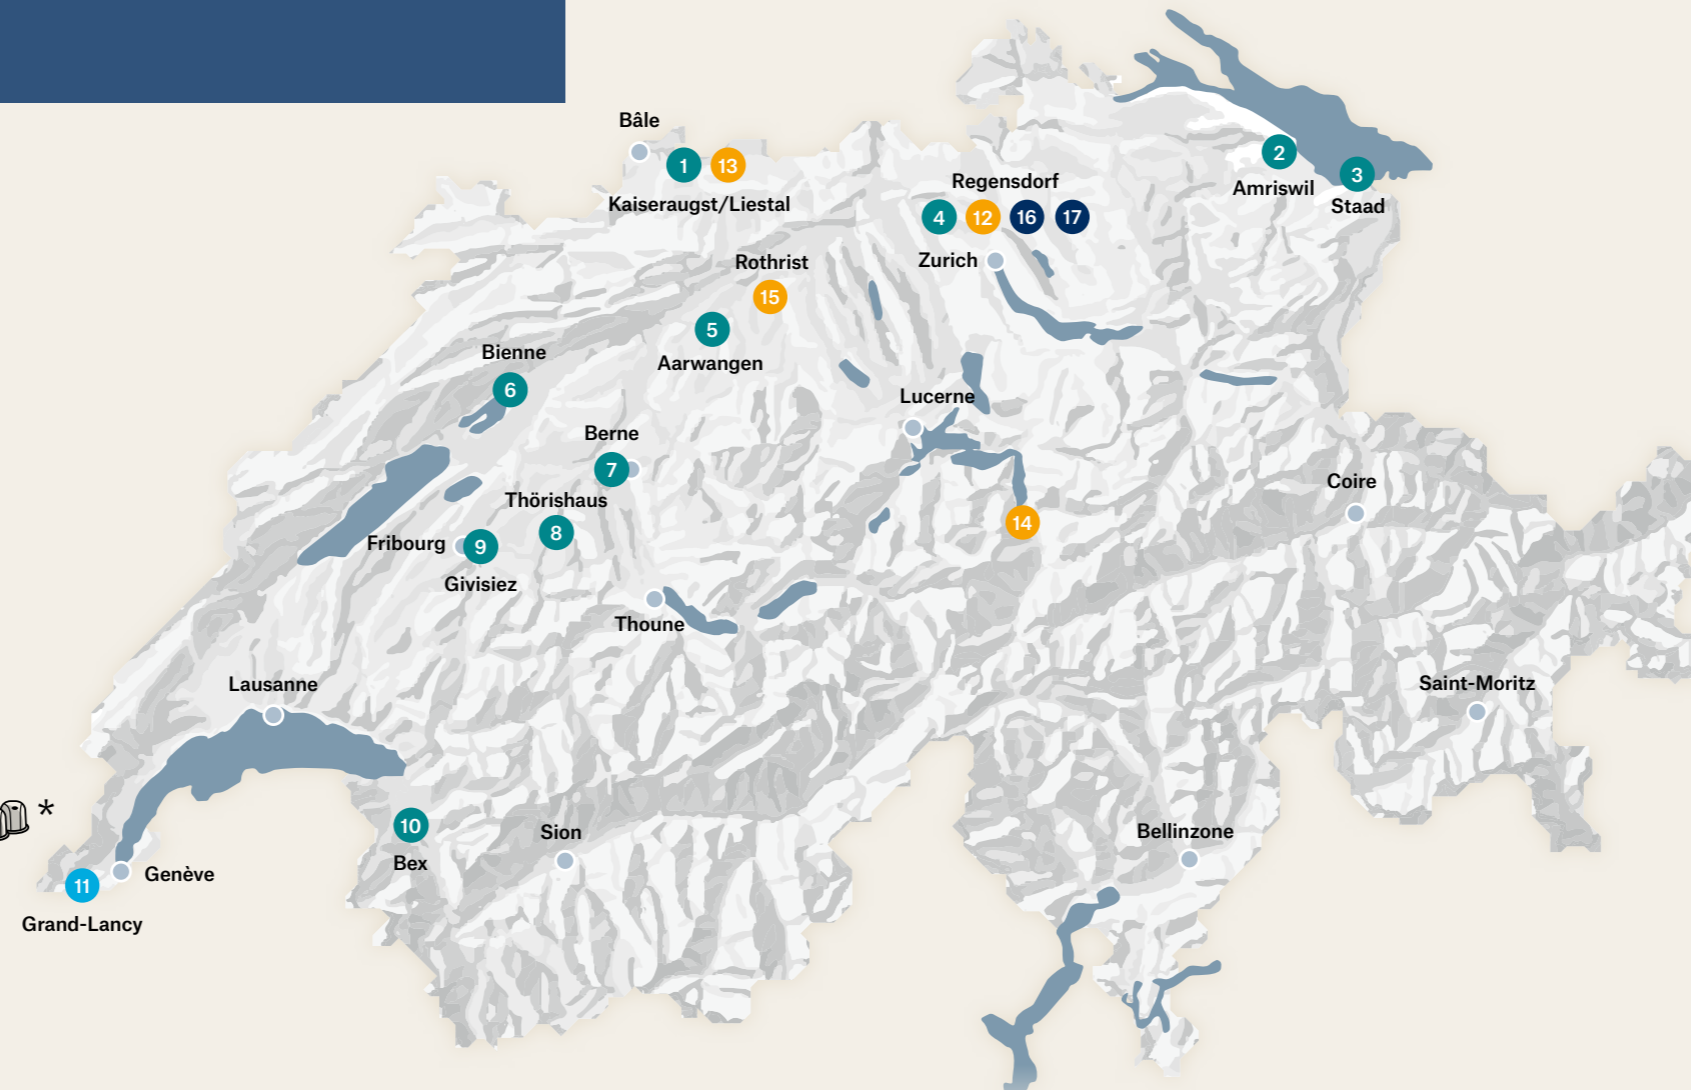 Bâle
1 13
Kaiseraugst/Liestal
2
Amriswil
3
Staad
Regensdorf
4 12 16 17
Zurich
Rothrist
15
5
Aarwangen
Bienne
6
Lucerne
Berne
7
Thörishaus
8
Fribourg 9
Givisiez
14
Coire
Thoune
Lausanne
Saint-Moritz
*
10
Bex
Sion
Bellinzone
Genève
11
Grand-Lancy